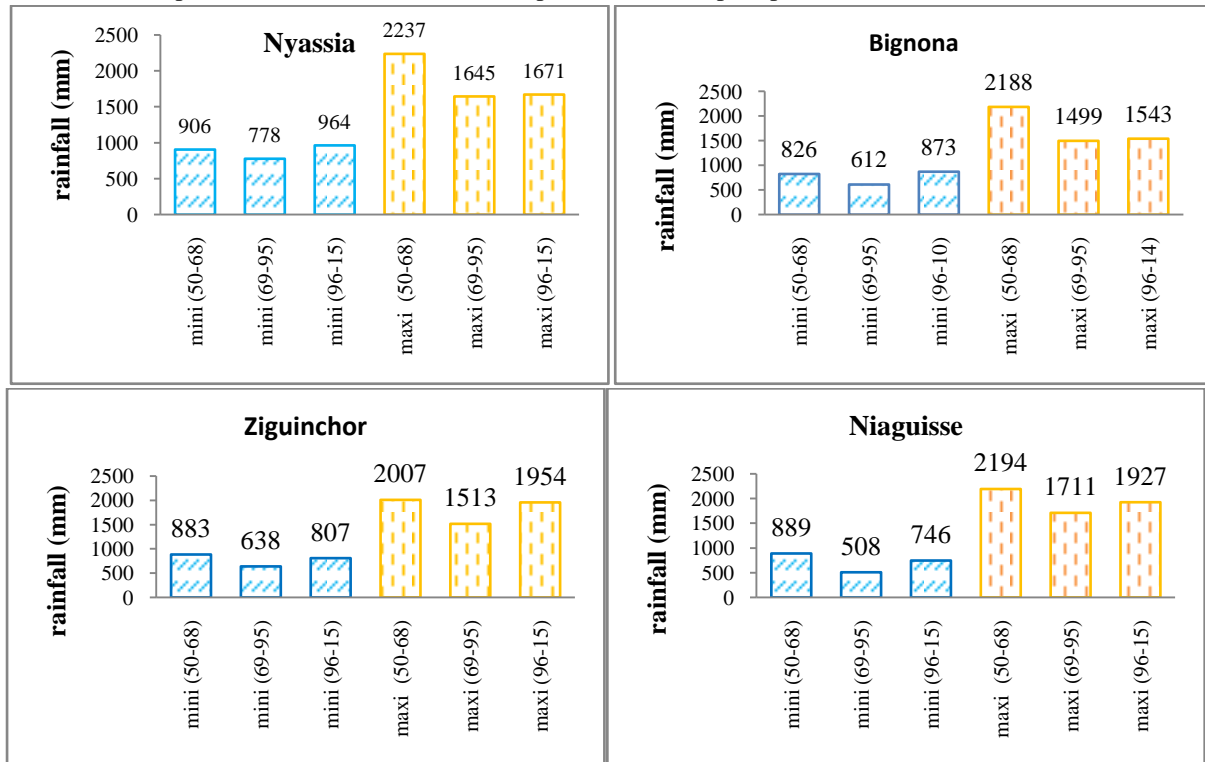 Nyassia
rainfall (mm)
2500
2000
1500
1000
500
0
906
778
964
2237
1645
1671
mini (50-68)
mini (69-95)
mini (96-15)
maxi (50-68)
maxi (69-95)
maxi (96-15)
Bignona
rainfall (mm)
2500
2000
1500
1000
500
0
826
612
873
2188
1499
1543
mini (50-68)
mini (69-95)
mini (96-10)
maxi (50-68)
maxi (69-95)
maxi (96-14)
Ziguinchor
rainfall (mm)
2500
2000
1500
1000
500
0
883
638
807
2007
1513
1954
mini (50-68)
mini (69-95)
mini (96-15)
maxi (50-68)
maxi (69-95)
maxi (96-15)
Niaguisse
rainfall (mm)
2500
2000
1500
1000
500
0
889
508
746
2194
1711
1927
mini (50-68)
mini (69-95)
mini (96-15)
maxi (50-68)
maxi (69-95)
maxi (96-15)